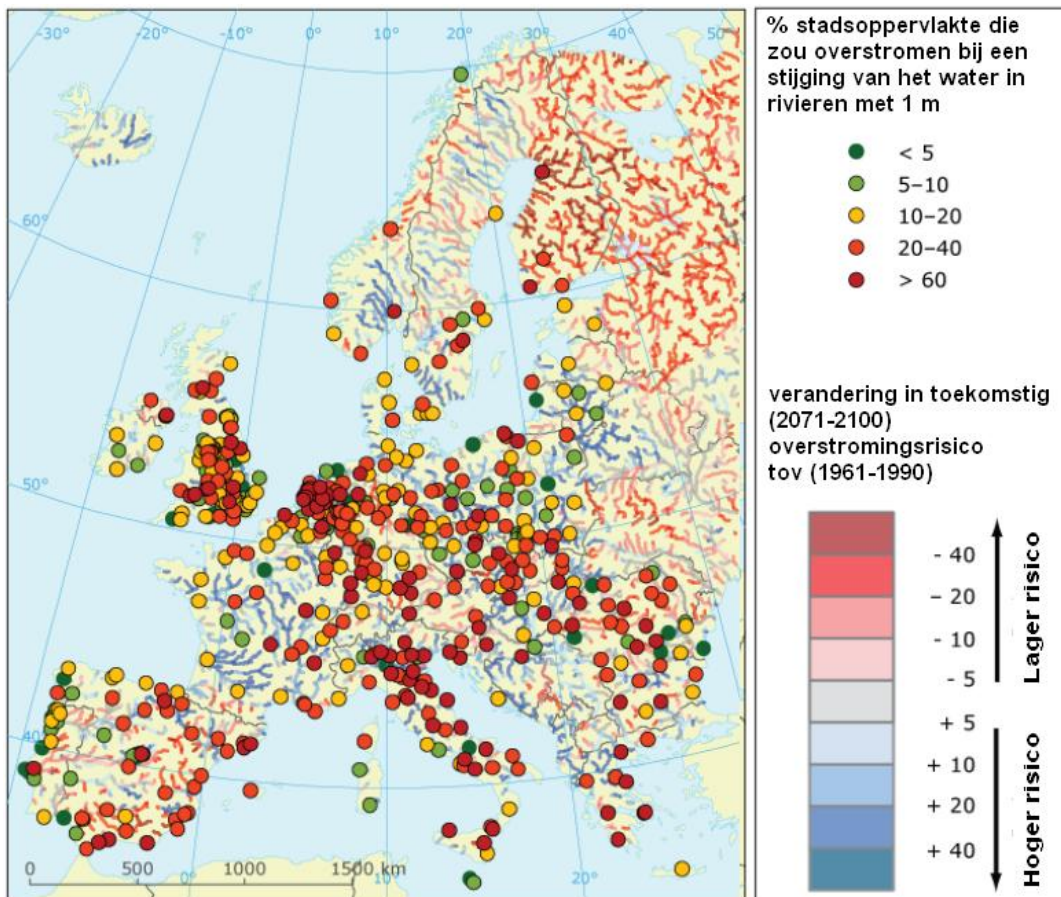 -30°
-20°
-10°
0°
10°
20°
30°
40°
50°
60°
50°
40°
0 500 1000 1500 km
0°
10°
20°
% stadsoppervlakte die
zou overstromen bij een
stijging van het water in
rivieren met 1 m
< 5
5–10
10–20
20–40
> 60
verandering in toekomstig
(2071-2100)
overstromingsrisico
tov (1961-1990)
- 40
– 20
- 10
- 5
+ 5
+ 10
+ 20
+ 40
Lager risico
Hoger risico